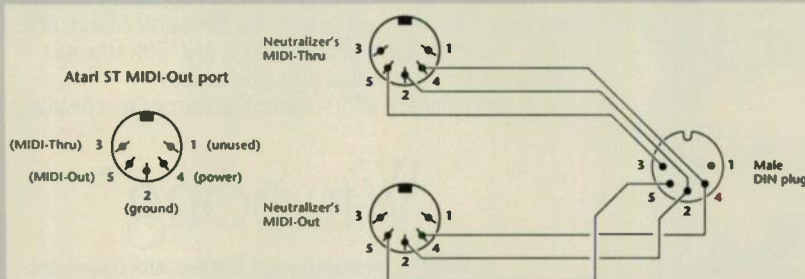 Atari ST MIDI-Out port
(MIDI-Thru) 3
1 (unused)
(MIDI-Out) 5
4 (power)
2
(ground)
Neutralizer's
MIDI-Thru
3
1
5
4
2
Neutralizer's
MIDI-Out
3
1
5
4
2
3
1
5
2
4
Male
DIN plug